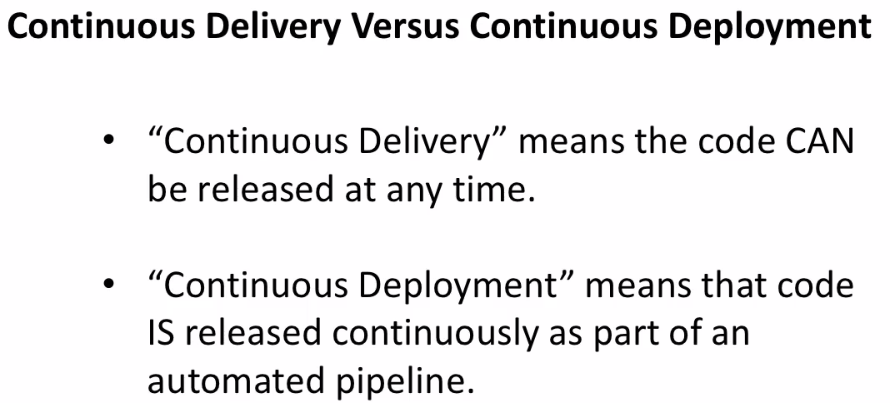 Continuous Delivery Versus Continuous Deployment
• “Continuous Delivery” means the code CAN
be released at any time.
• “Continuous Deployment” means that code
IS released continuously as part of an
automated pipeline.